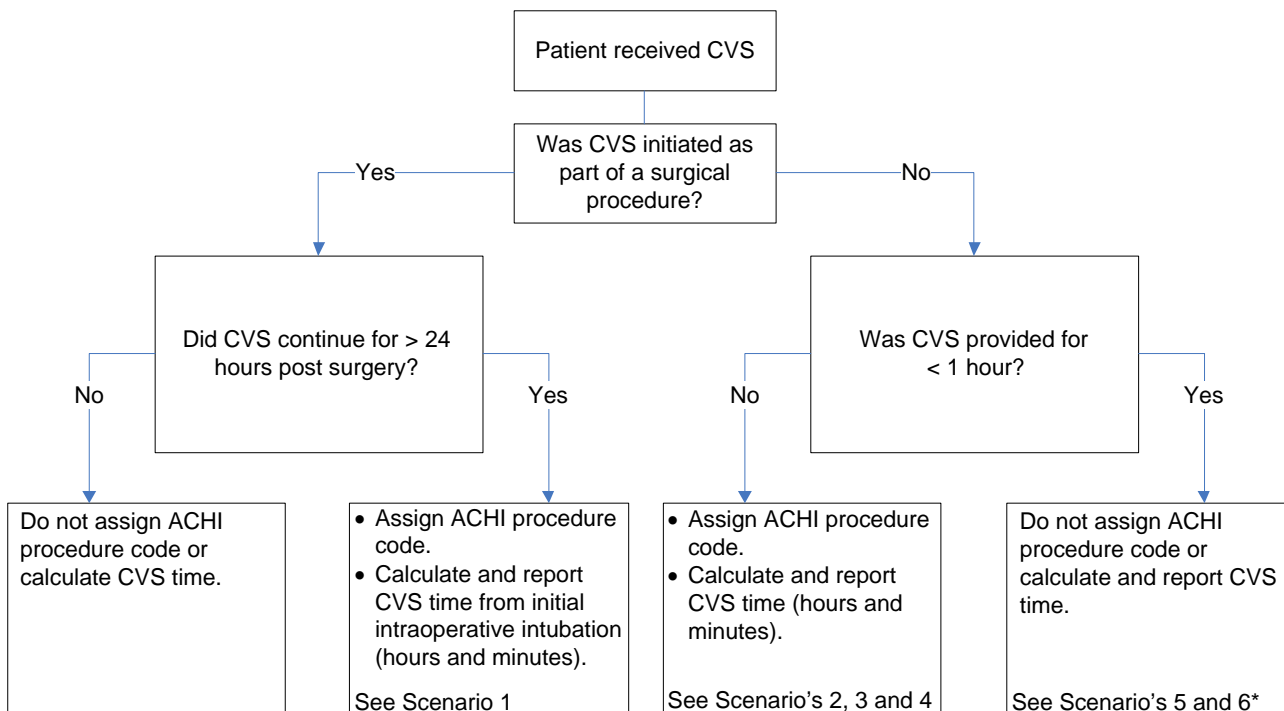 Patient received CVS
Was CVS initiated as
part of a surgical
procedure?
Yes
No
Did CVS continue for > 24
hours post surgery?
Was CVS provided for
< 1 hour?
No
Yes
No
Yes
Do not assign ACHI
procedure code or
calculate CVS time.
• Assign ACHI procedure
code.
• Calculate and report
CVS time from initial
intraoperative intubation
(hours and minutes).
See Scenario 1
• Assign ACHI procedure
code.
• Calculate and report
CVS time (hours and
minutes).
See Scenario's 2, 3 and 4
Do not assign ACHI
procedure code or
calculate and report CVS
time.
See Scenario's 5 and 6*